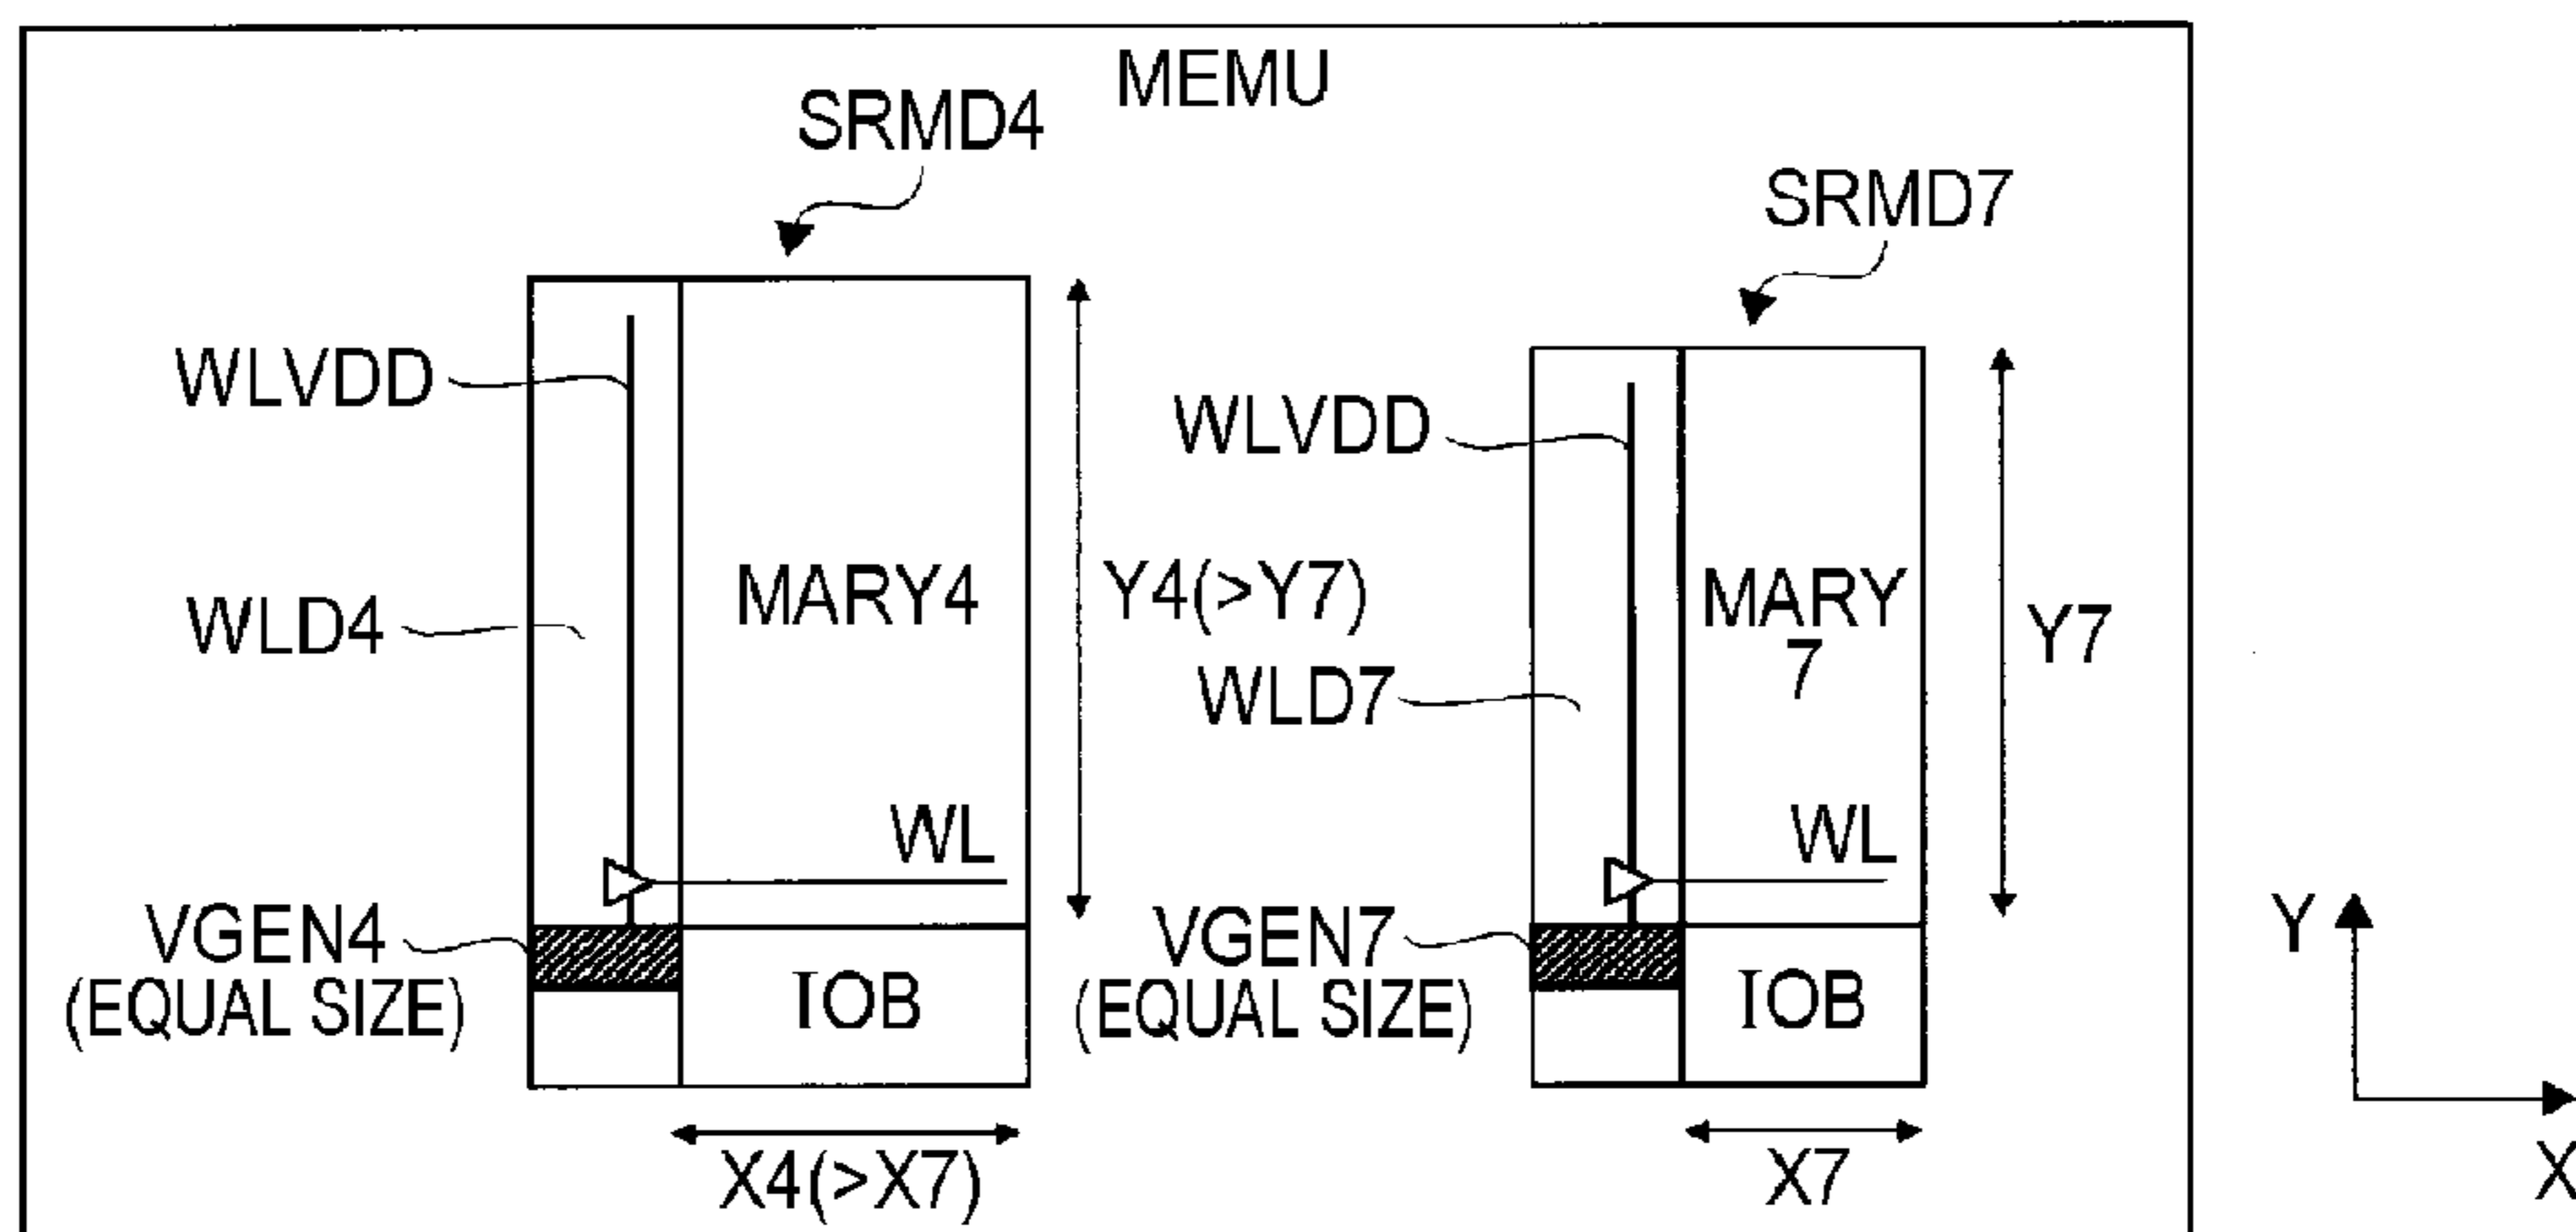 MEMU
SRMD4
SRMD7
WLVDD
WLVDD
WLD4
MARY4
Y4(>Y7)
MARY
7
Y7
WLD7
WL
WL
VGEN4
(EQUAL SIZE)
VGEN7
(EQUAL SIZE)
IOB
IOB
Y
X
X4(>X7)
X7